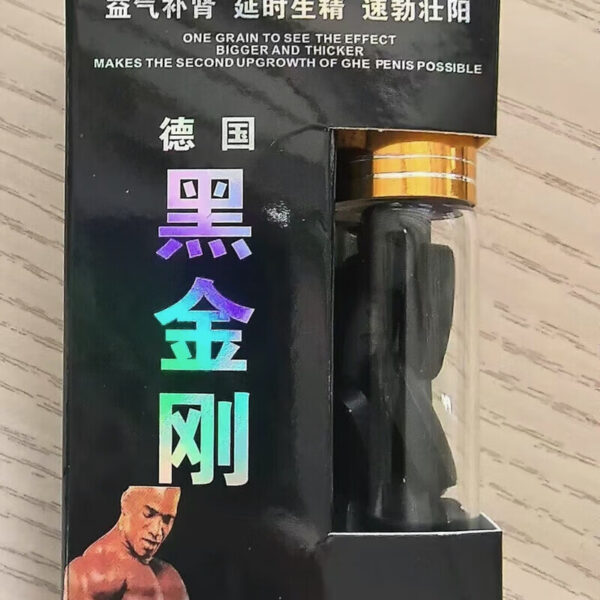 益气补肾 延时生精 速勃壮阳
ONE GRAIN TO SEE THE EFFECT
BIGGER AND THICKER
MAKES THE SECOND UPGROWTH OF GHE PENIS POSSIBLE
德国
黑金刚